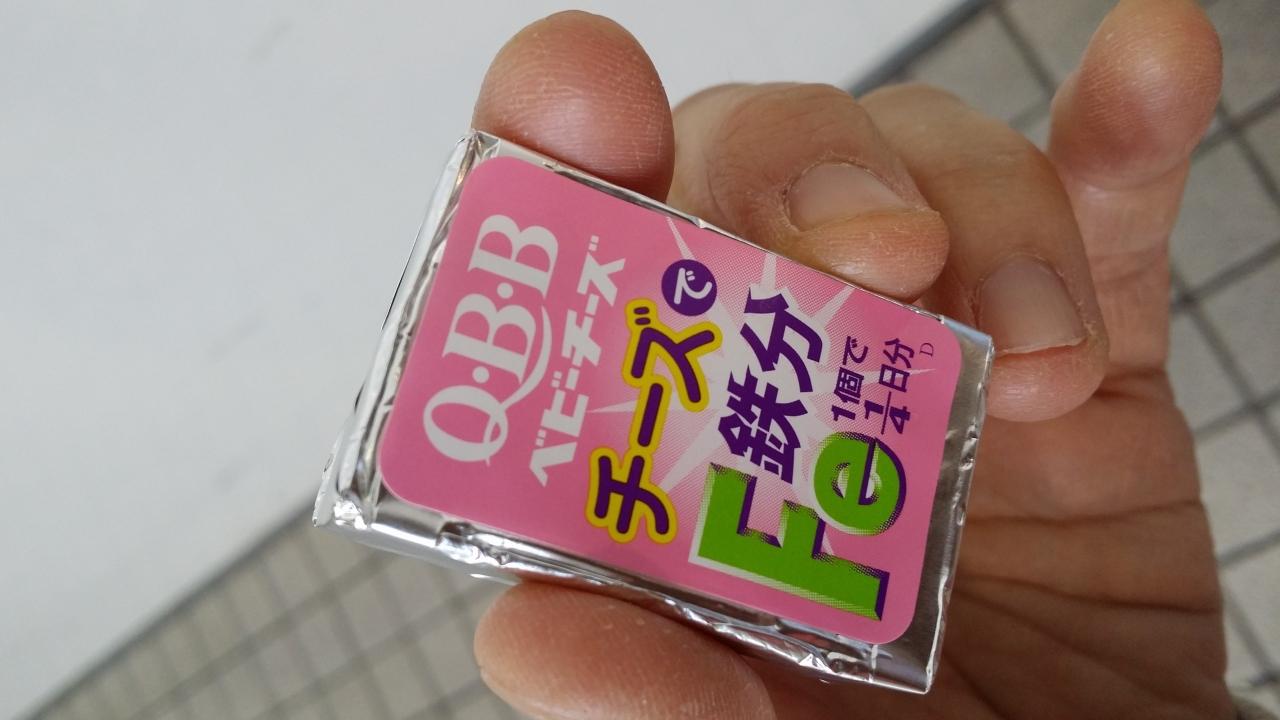 Q·B·B
ベビーチーズ
チーズで
鉄分
Fe
1個で
1/4日分
D